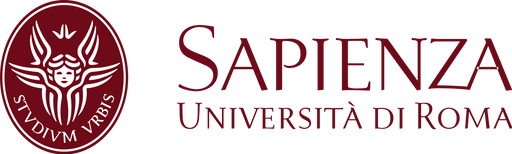 STVDIVM VRBIS
SAPIENZA
UNIVERSITÀ DI ROMA